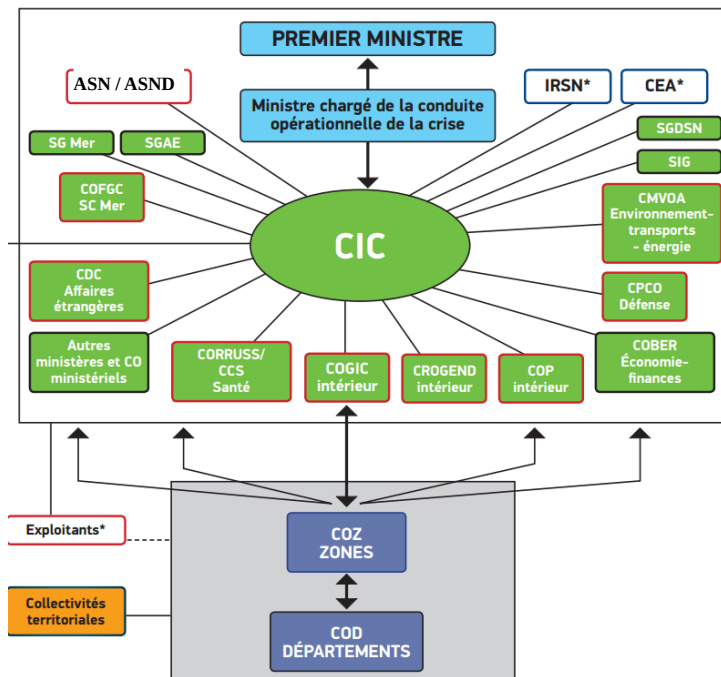 PREMIER MINISTRE
ASN / ASND
IRSN*
CEA*
Ministre chargé de la conduite
opérationnelle de la crise
SG Mer
SGAE
SGDSN
SIG
COFGC
SC Mer
CMVOA
Environnement-
transports
- énergie
CIC
CDC
Affaires
étrangères
CPCO
Défense
Autres
ministères et CO
ministériels
CORRUSS/
CCS
Santé
COGIC
intérieur
CROGEND
intérieur
COP
intérieur
COBER
Économie-
finances
Exploitants*
COZ
ZONES
Collectivités
territoriales
COD
DÉPARTEMENTS